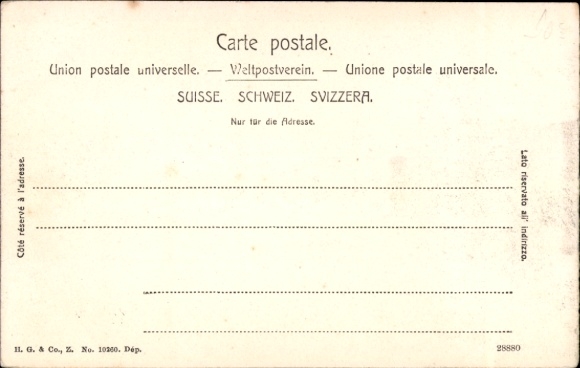 Carte postale.
Union postale universelle. — Weltpostverein. — Unione postale universale.
SUISSE. SCHWEIZ. SVIZZERA.
Nur für die Adresse.
Côté réservé à l'adresse.
Lato riservato all' indirizzo.
H. G. & Co., Z. No. 10260. Dép.
28880